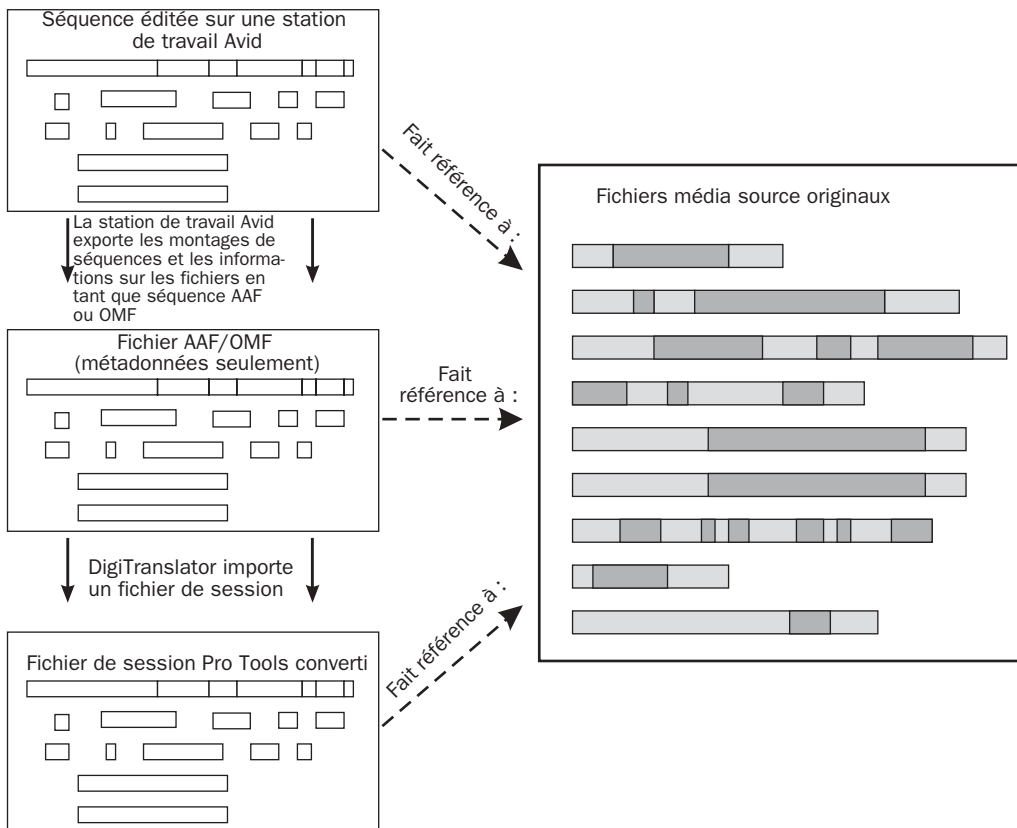 Séquence éditée sur une station
de travail Avid
La station de travail Avid
exporte les montages de
séquences et les informa-
tions sur les fichiers en
tant que séquence AAF
ou OMF
Fichier AAF/OMF
(métadonnées seulement)
DigiTranslator importe
un fichier de session
Fichier de session Pro Tools converti
Fait référence à :
Fait
référence à :
Fait référence à :
Fichiers média source originaux